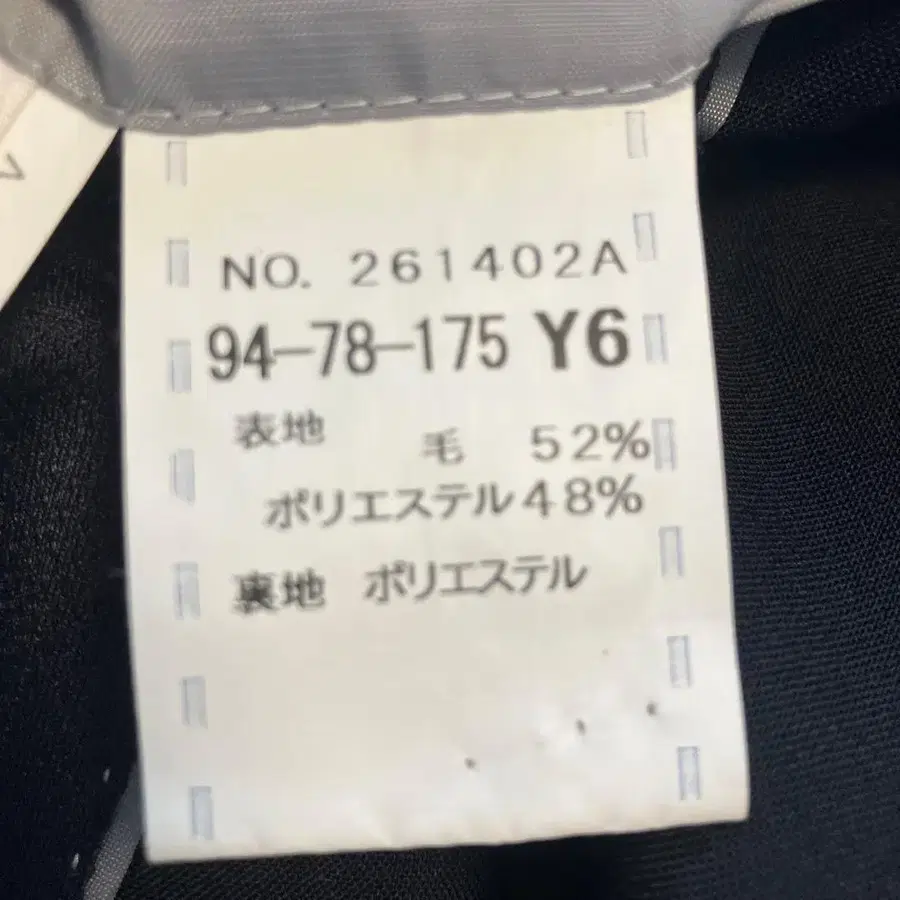 NO. 261402A
94-78-175 Y6
表地
毛 52%
ポリエステル48%
裏地 ポリエステル